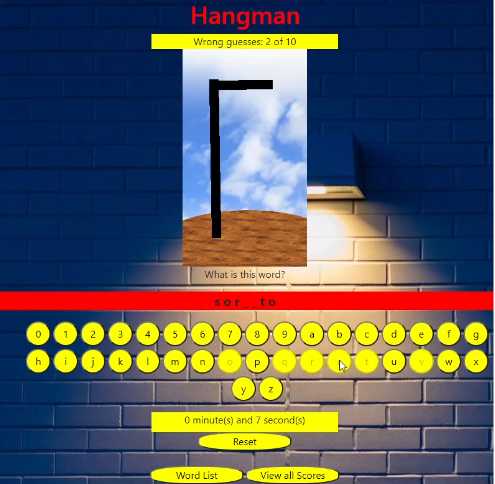 Hangman
Wrong guesses: 2 of 10
What is this word?
s o r _ _ t o
0 1 2 3 4 5 6 7 8 9 a b c d e f g
h i j k l m n o p q r s t u v w x
y z
0 minute(s) and 7 second(s)
Reset
Word List View all Scores